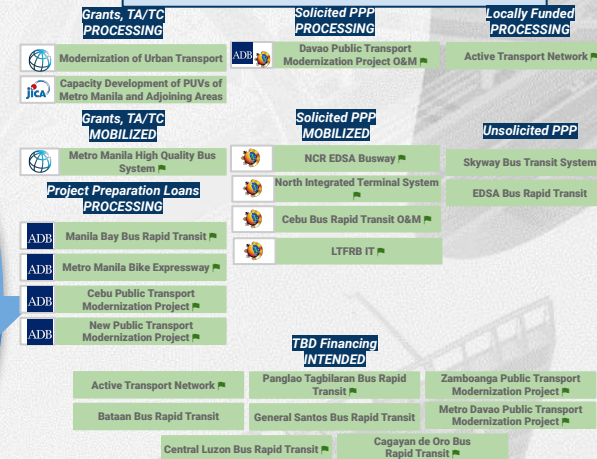 Grants, TA/TC
PROCESSING
Modernization of Urban Transport
jica
Capacity Development of PUVs of
Metro Manila and Adjoining Areas
Grants, TA/TC
MOBILIZED
Metro Manila High Quality Bus
System
Project Preparation Loans
PROCESSING
ADB
Manila Bay Bus Rapid Transit
ADB
Metro Manila Bike Expressway
ADB
Cebu Public Transport
Modernization Project
ADB
New Public Transport
Modernization Project
Solicited PPP
PROCESSING
ADB
Davao Public Transport
Modernization Project O&M
Solicited PPP
MOBILIZED
NCR EDSA Busway
North Integrated Terminal System
Cebu Bus Rapid Transit O&M
LTFRB IT
Locally Funded
PROCESSING
Active Transport Network
Unsolicited PPP
Skyway Bus Transit System
EDSA Bus Rapid Transit
TBD Financing
INTENDED
Active Transport Network
Panglao Tagbilaran Bus Rapid
Transit
Zamboanga Public Transport
Modernization Project
Bataan Bus Rapid Transit
General Santos Bus Rapid Transit
Metro Davao Public Transport
Modernization Project
Central Luzon Bus Rapid Transit
Cagayan de Oro Bus
Rapid Transit